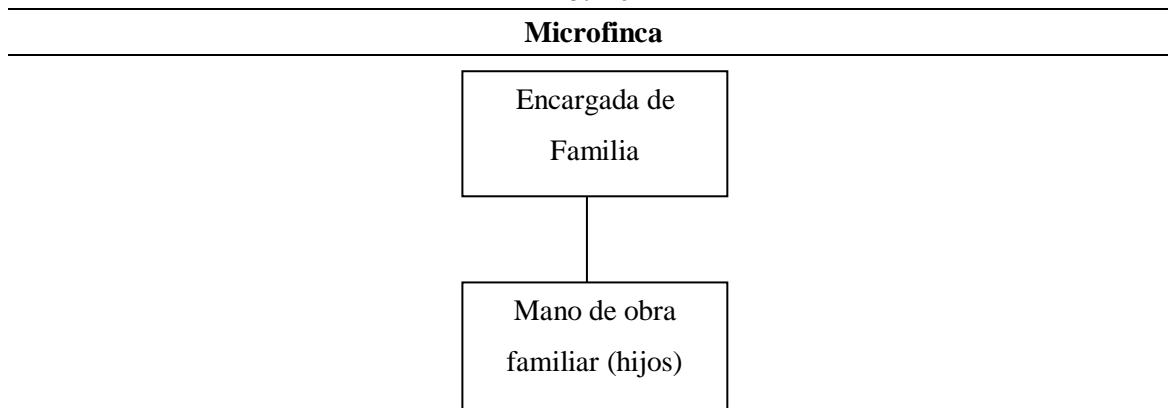 Microfinca
Encargada de
Familia
Mano de obra
familiar (hijos)